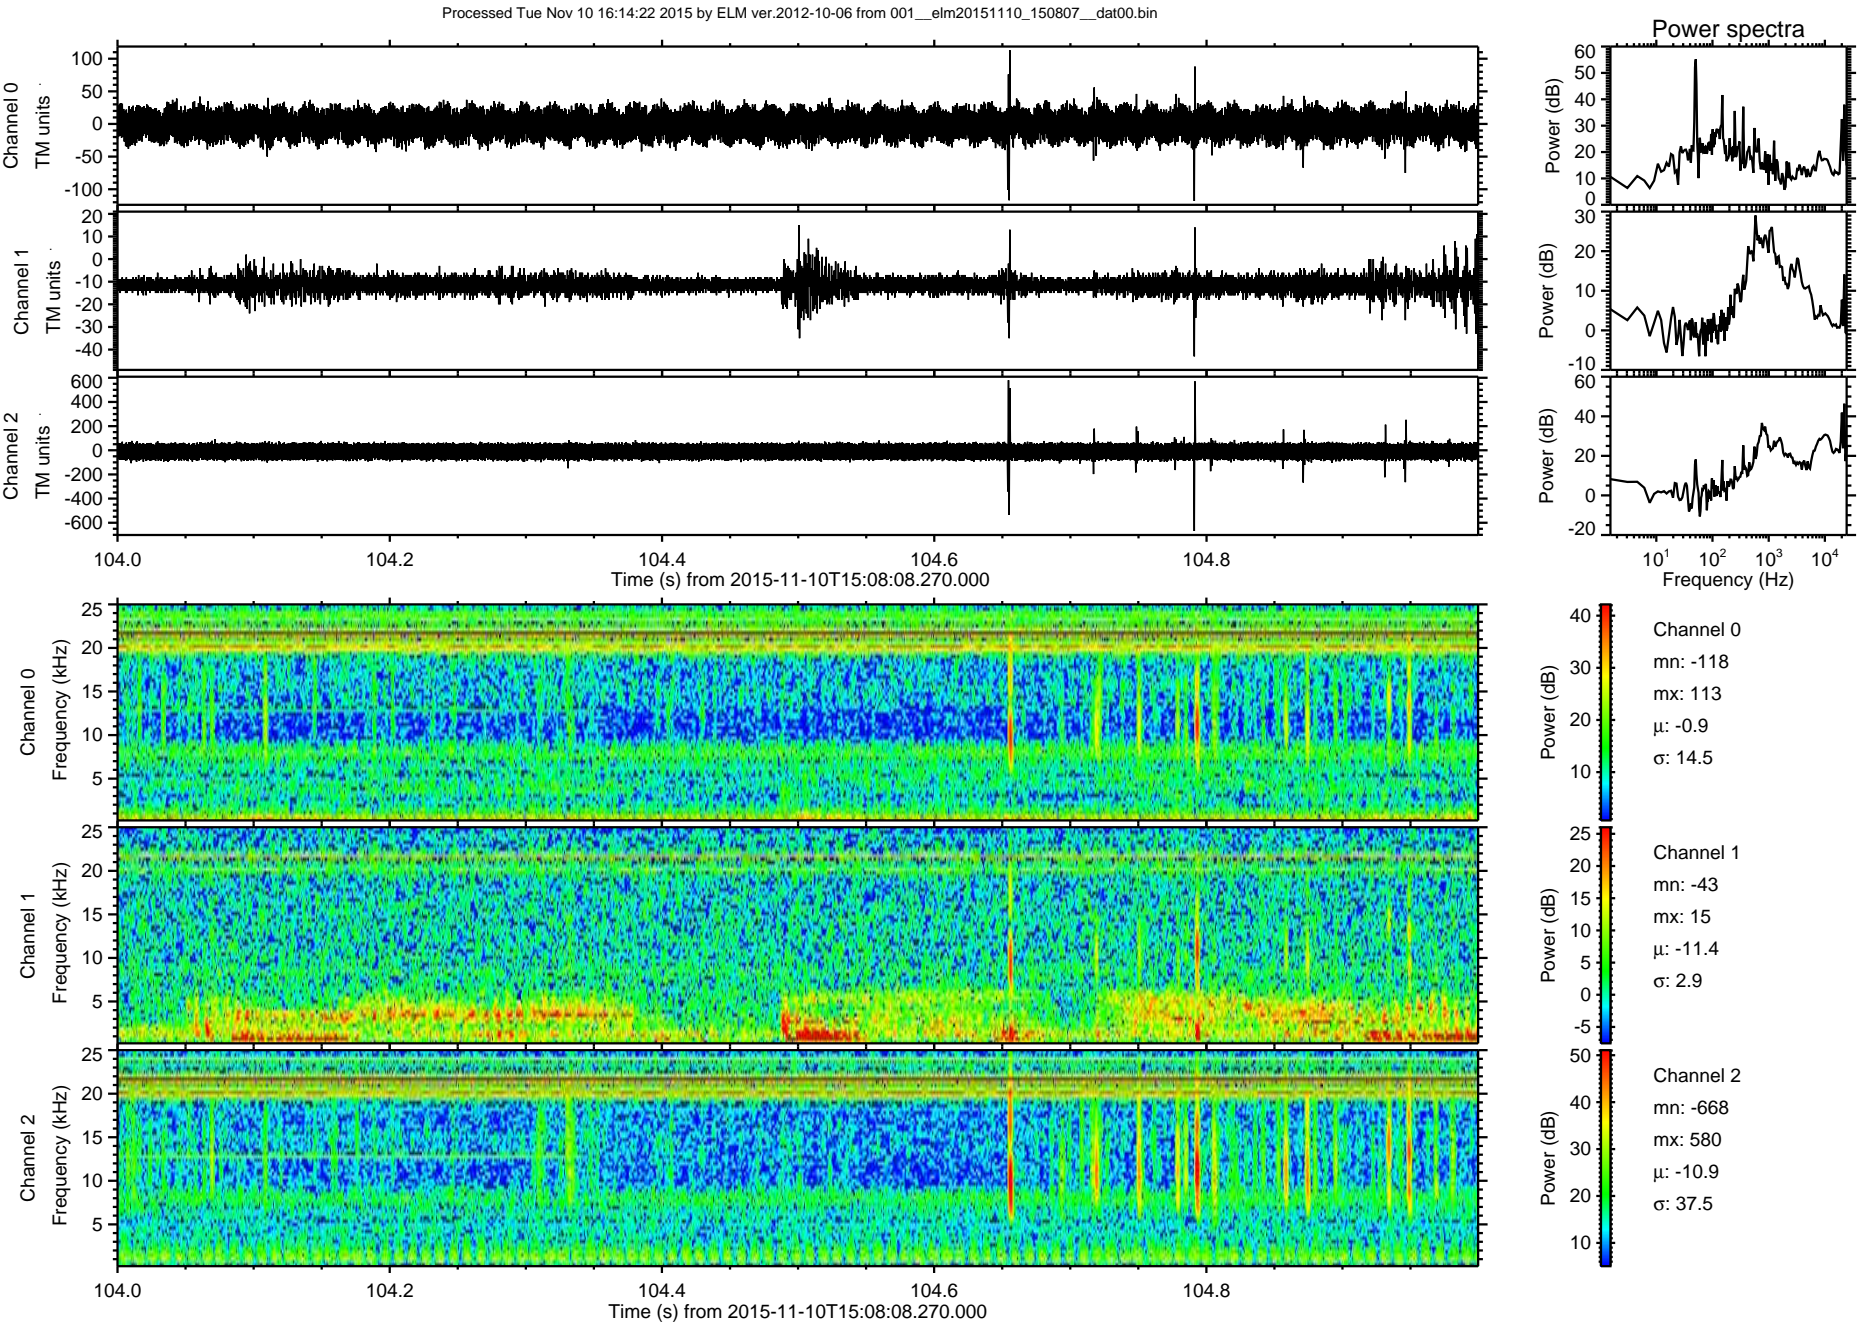 Processed Tue Nov 10 16:14:22 2015 by ELM ver.2012-10-06 from 001__elm20151110_150807__dat00.bin
Power spectra
Channel 0
TM units
100
50
0
-50
-100
Power (dB)
60
50
40
30
20
10
0
Channel 1
TM units
20
10
0
-10
-20
-30
-40
Power (dB)
30
20
10
0
-10
Channel 2
TM units
600
400
200
0
-200
-400
-600
Power (dB)
60
40
20
0
-20
104.0 104.2 104.4 104.6 104.8
Time (s) from 2015-11-10T15:08:08.270.000
10^1 10^2 10^3 10^4
Frequency (Hz)
Channel 0
Frequency (kHz)
25
20
15
10
5
Power (dB)
40
30
20
10
Channel 0
mn: -118
mx: 113
μ: -0.9
σ: 14.5
Channel 1
Frequency (kHz)
25
20
15
10
5
Power (dB)
25
20
15
10
5
0
-5
Channel 1
mn: -43
mx: 15
μ: -11.4
σ: 2.9
Channel 2
Frequency (kHz)
25
20
15
10
5
Power (dB)
50
40
30
20
10
Channel 2
mn: -668
mx: 580
μ: -10.9
σ: 37.5
104.0 104.2 104.4 104.6 104.8
Time (s) from 2015-11-10T15:08:08.270.000